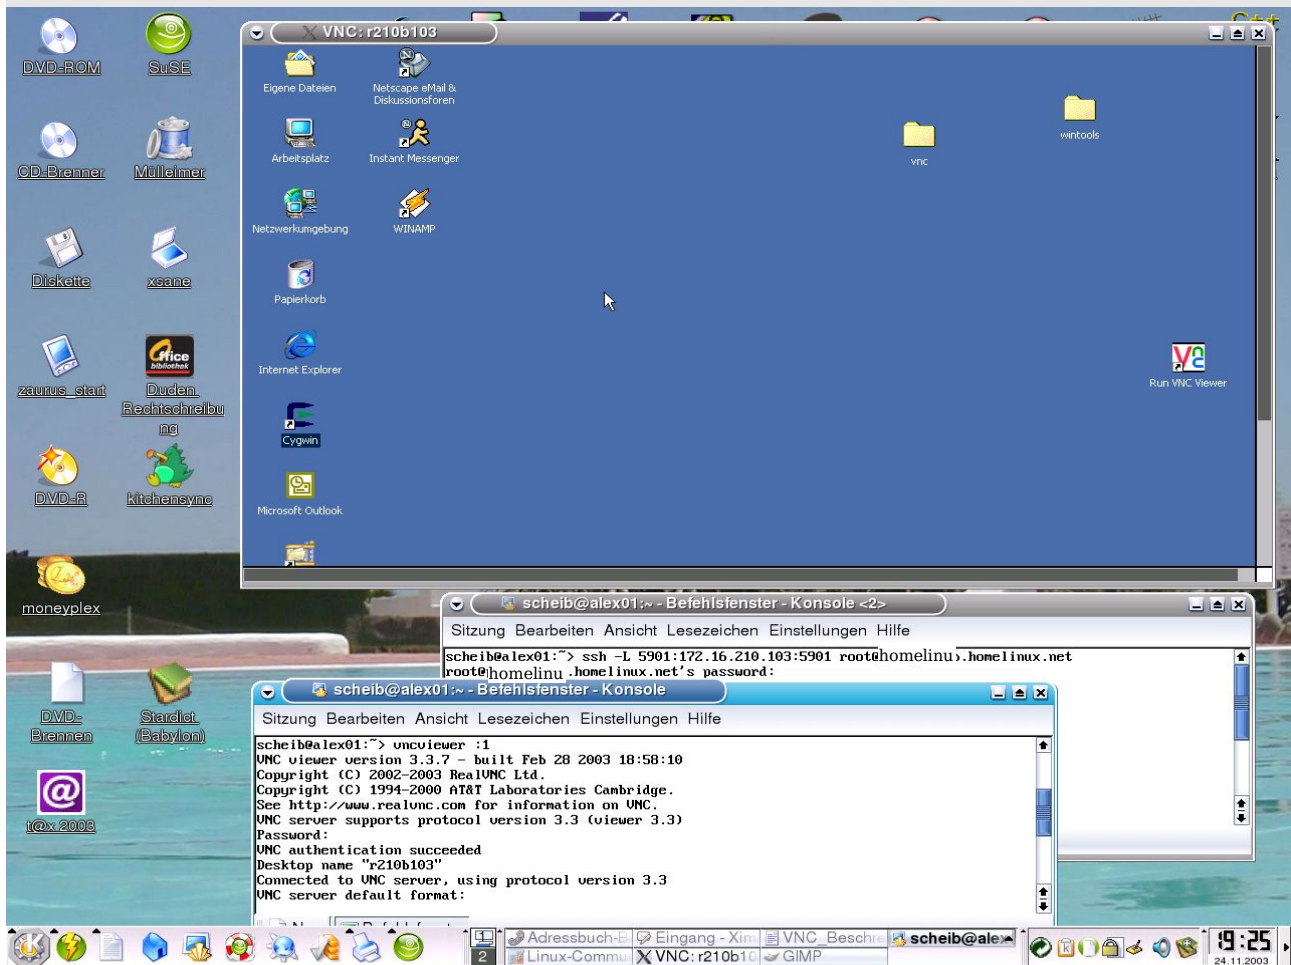 DVD-ROM
SuSE
CD-Brenner
Mülleimer
Diskette
xsane
zaurus_start
Office
bibliothek
Duden
Rechtschreibu
ng
DVD-R
kitchensync
moneyplex
DVD-
Brennen
Stardict
(Babylon)
t@x 2003
C++
VNC: r210b103
Eigene Dateien
Netscape eMail &
Diskussionsforen
Arbeitsplatz
Instant Messenger
Netzwerkumgebung
WINAMP
Papierkorb
Internet Explorer
Cygwin
Microsoft Outlook
vnc
wintools
Run VNC Viewer
scheib@alex01:~ - Befehlsfenster - Konsole <2>
Sitzung Bearbeiten Ansicht Lesezeichen Einstellungen Hilfe
scheib@alex01:~> ssh -L 5901:172.16.210.103:5901 root@homelinu.homelinux.net
root@homelinu.homelinux.net's password:
scheib@alex01:~ - Befehlsfenster - Konsole
Sitzung Bearbeiten Ansicht Lesezeichen Einstellungen Hilfe
scheib@alex01:~> vncviewer :1
VNC viewer version 3.3.7 - built Feb 28 2003 18:58:10
Copyright (C) 2002-2003 RealVNC Ltd.
Copyright (C) 1994-2000 AT&T Laboratories Cambridge.
See http://www.realvnc.com for information on VNC.
VNC server supports protocol version 3.3 (viewer 3.3)
Password:
VNC authentication succeeded
Desktop name "r210b103"
Connected to VNC server, using protocol version 3.3
VNC server default format:
2
Adressbuch-E
Eingang - Xim
VNC_Beschre
scheib@alex
Linux-Commu
VNC: r210b10
GIMP
19:25
24.11.2003